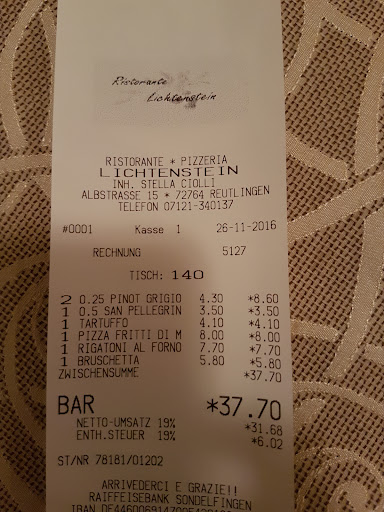 Ristorante
Lichtenstein
RISTORANTE * PIZZERIA
LICHTENSTEIN
INH. STELLA CIOLLI
ALBSTRASSE 15 * 72764 REUTLINGEN
TELEFON 07121-340137
#0001 Kasse 1 26-11-2016
RECHNUNG 5127
TISCH: 140
2 0.25 PINOT GRIGIO 4.30 *8.60
1 0.5 SAN PELLEGRIN 3.50 *3.50
1 TARTUFFO 4.10 *4.10
1 PIZZA FRITTI DI M 8.00 *8.00
1 RIGATONI AL FORNO 7.70 *7.70
1 BRUSCHETTA 5.80 *5.80
ZWISCHENSUMME *37.70
BAR *37.70
NETTO-UMSATZ 19% *31.68
ENTH.STEUER 19% *6.02
ST/NR 78181/01202
ARRIVEDERCI E GRAZIE!!
RAIFFEISBANK SONDELFINGEN
IBAN